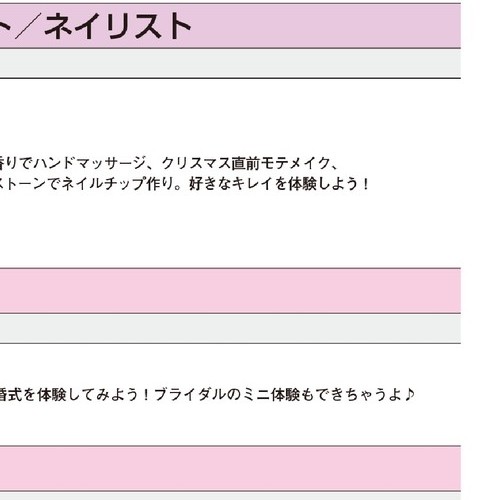 ト／ネイリスト
香りでハンドマッサージ、クリスマス直前モテメイク、
ストーンでネイルチップ作り。好きなキレイを体験しよう！
婚式を体験してみよう！ブライダルのミニ体験もできちゃうよ♪